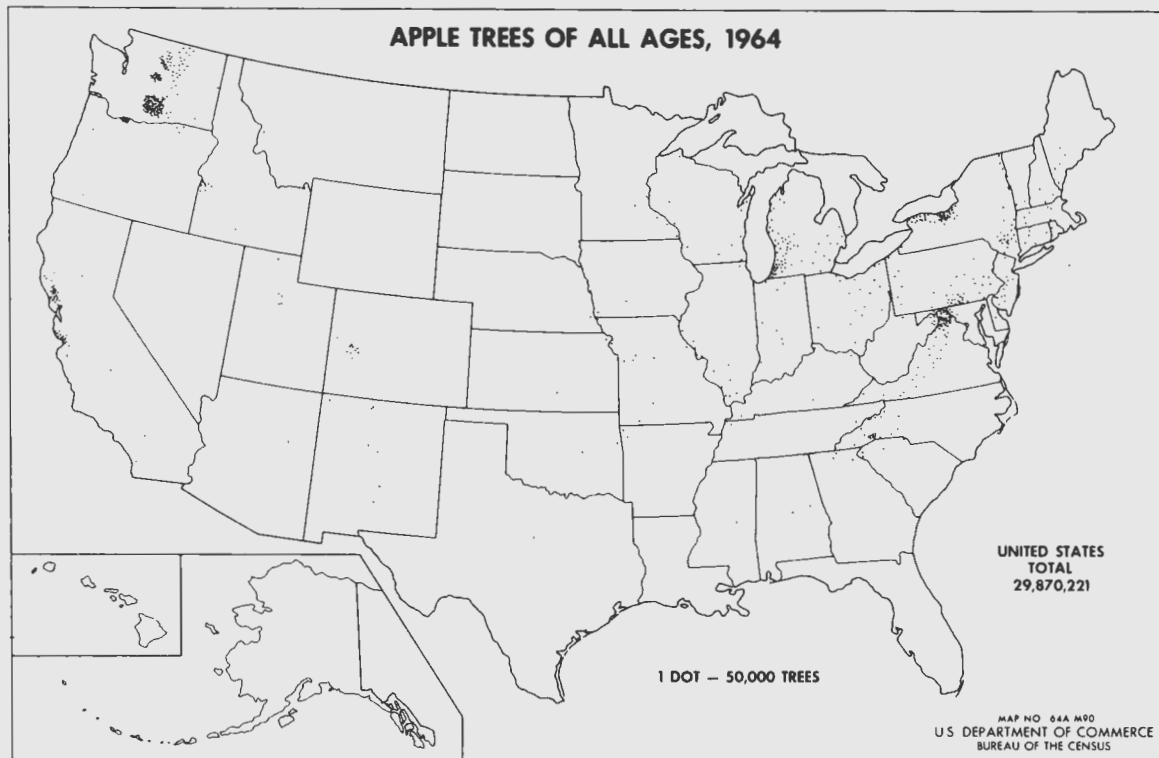 APPLE TREES OF ALL AGES, 1964
UNITED STATES
TOTAL
29,870,221
1 DOT – 50,000 TREES
MAP NO 64A M90
U S DEPARTMENT OF COMMERCE
BUREAU OF THE CENSUS